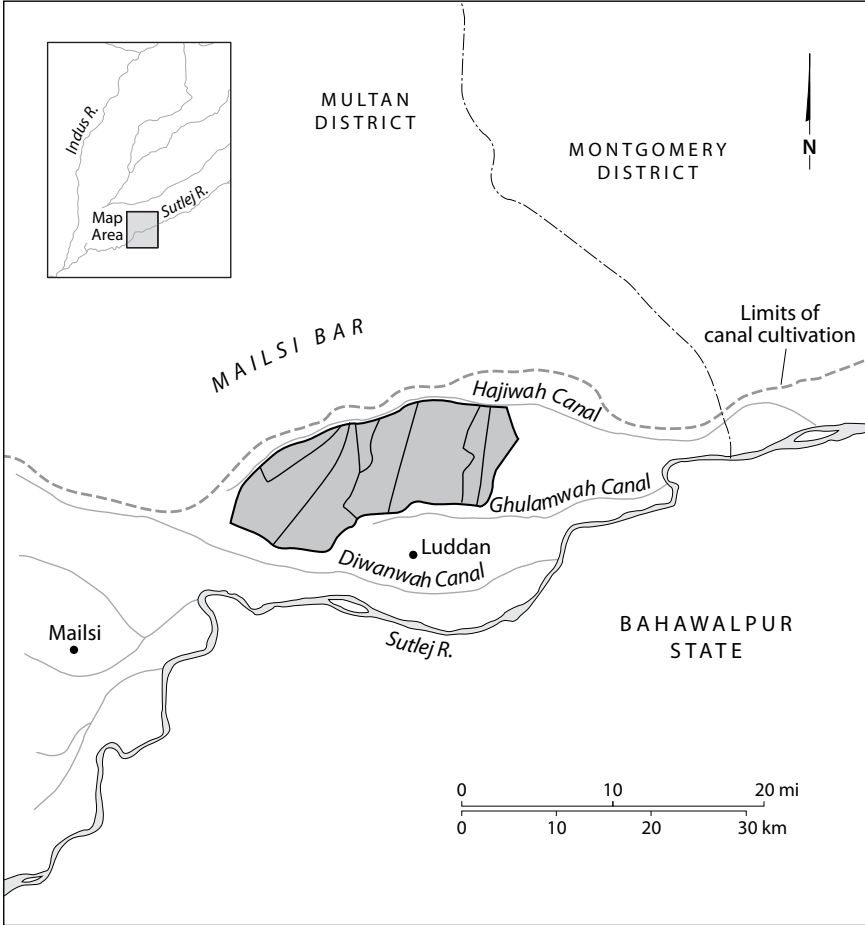 Indus R.
Sutlej R.
Map
Area
MULTAN
DISTRICT
MONTGOMERY
DISTRICT
N
MAILSI BAR
Limits of
canal cultivation
Hajiwah Canal
Ghulamwah Canal
Luddan
Diwanwah Canal
Mailsi
Sutlej R.
BAHAWALPUR
STATE
0 10 20 mi
0 10 20 30 km